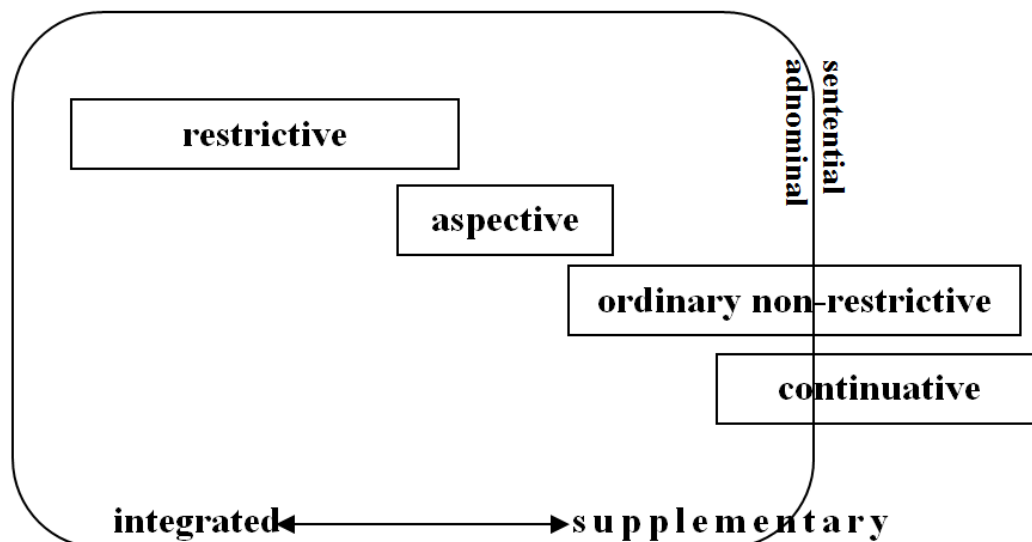 sentential
adnominal
restrictive
aspective
ordinary non-restrictive
continuative
integrated
supplementary